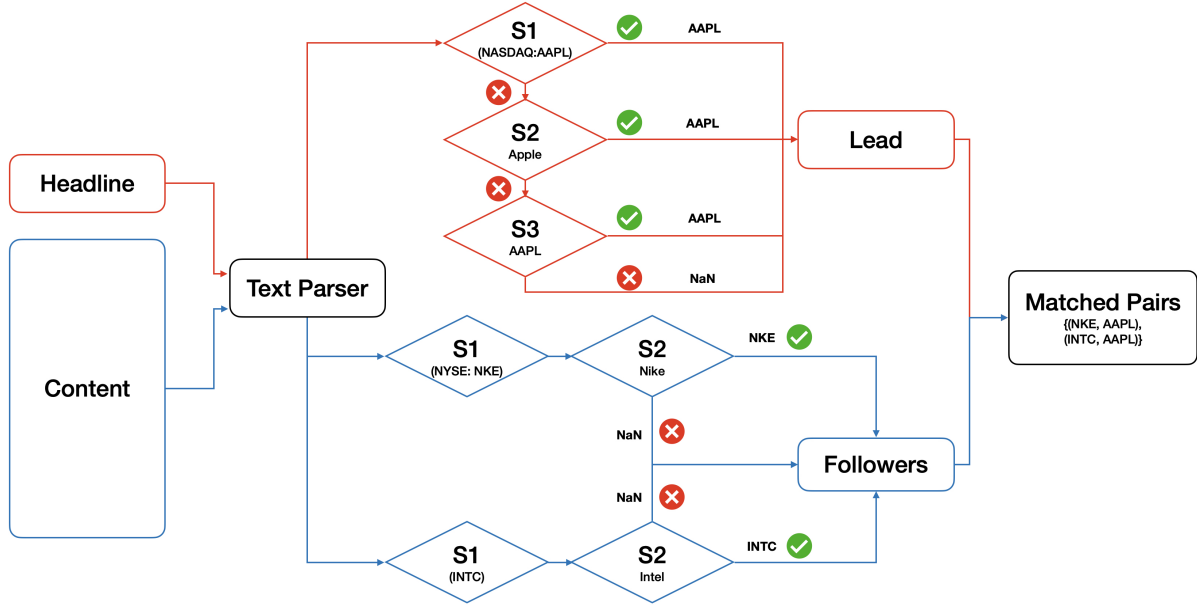 S1
(NASDAQ:AAPL)
AAPL
S2
Apple
AAPL
S3
AAPL
AAPL
NaN
Lead
Headline
Content
Text Parser
S1
(NYSE: NKE)
S2
Nike
NKE
NaN
NaN
S1
(INTC)
S2
Intel
INTC
Followers
Matched Pairs
{(NKE, AAPL),
(INTC, AAPL)}